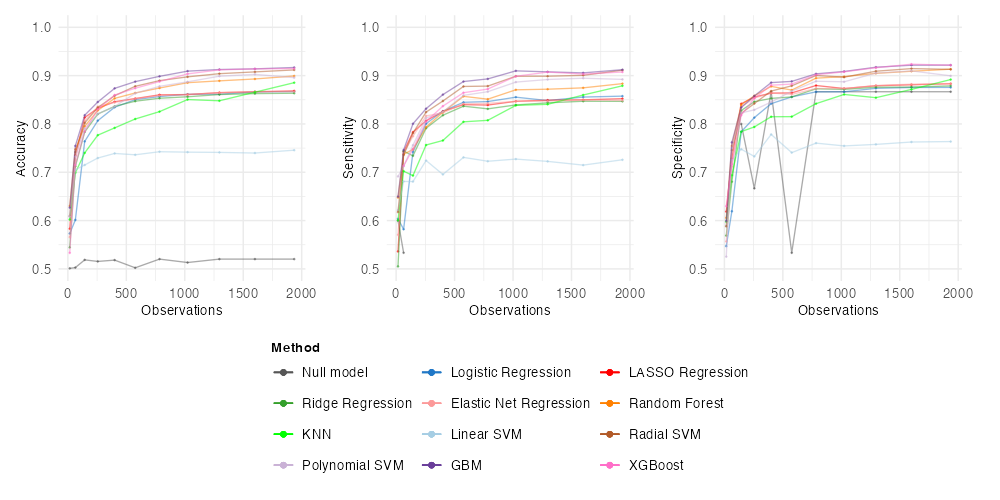 1.0
0.9
0.8
0.7
0.6
0.5
Accuracy
0 500 1000 1500 2000
Observations
1.0
0.9
0.8
0.7
0.6
0.5
Sensitivity
0 500 1000 1500 2000
Observations
1.0
0.9
0.8
0.7
0.6
0.5
Specificity
0 500 1000 1500 2000
Observations
Method
Null model Logistic Regression LASSO Regression
Ridge Regression Elastic Net Regression Random Forest
KNN Linear SVM Radial SVM
Polynomial SVM GBM XGBoost